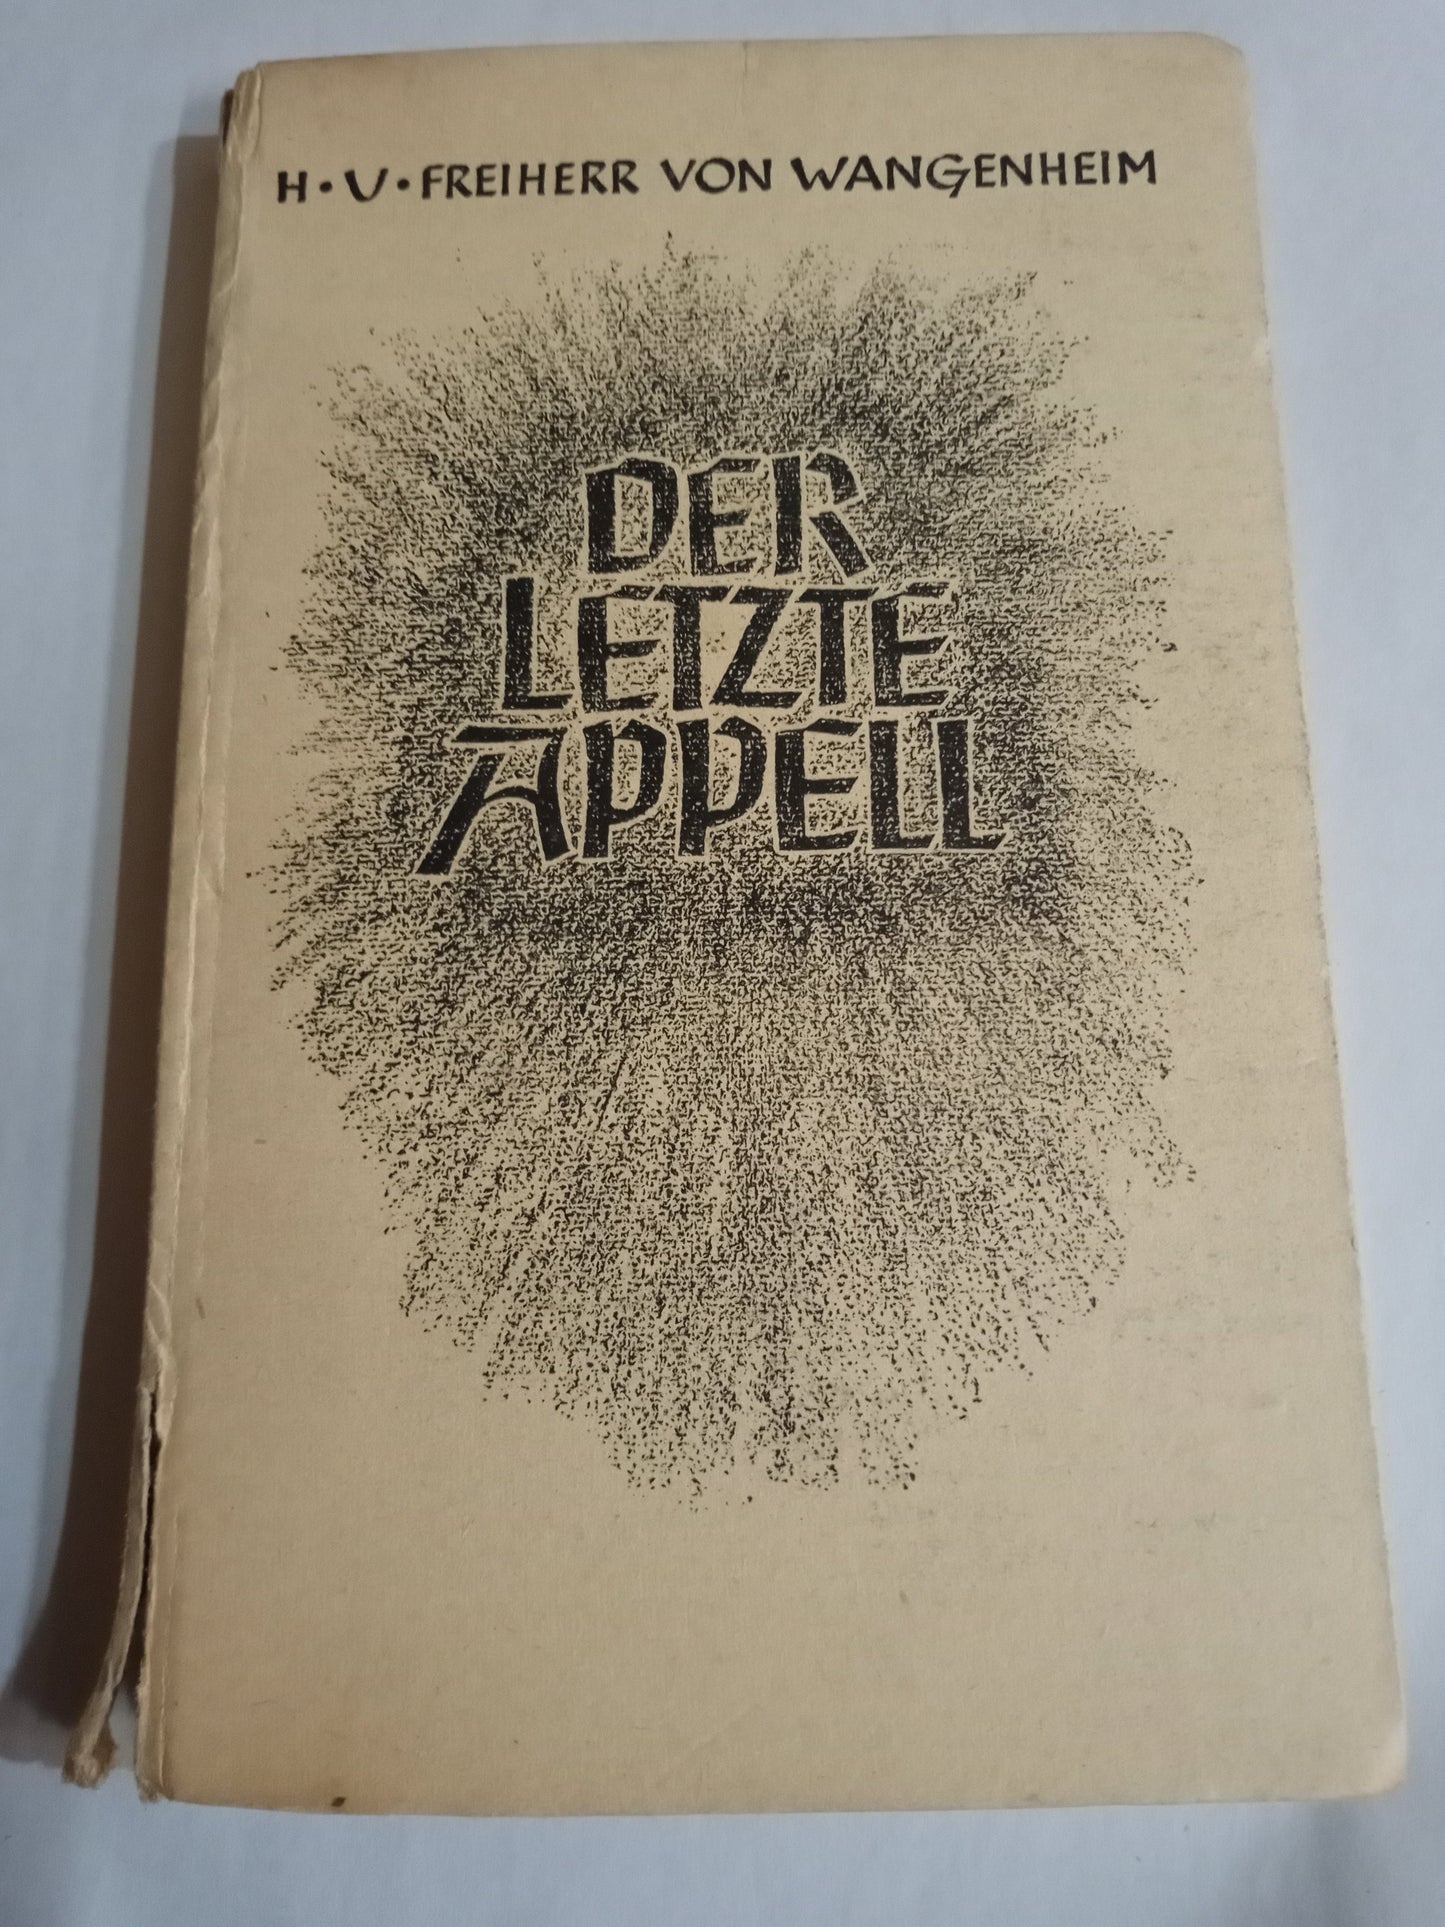 H·U·FREIHERR VON WANGENHEIM
DER
LETZTE
APPELL